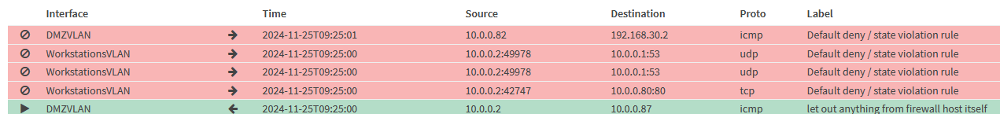 Interface Time Source Destination Proto Label
DMZVLAN 2024-11-25T09:25:01 10.0.0.82 192.168.30.2 icmp Default deny / state violation rule
WorkstationsVLAN 2024-11-25T09:25:00 10.0.0.2:49978 10.0.0.1:53 udp Default deny / state violation rule
WorkstationsVLAN 2024-11-25T09:25:00 10.0.0.2:49978 10.0.0.1:53 udp Default deny / state violation rule
WorkstationsVLAN 2024-11-25T09:25:00 10.0.0.2:42747 10.0.0.80:80 tcp Default deny / state violation rule
DMZVLAN 2024-11-25T09:25:00 10.0.0.2 10.0.0.87 icmp let out anything from firewall host itself